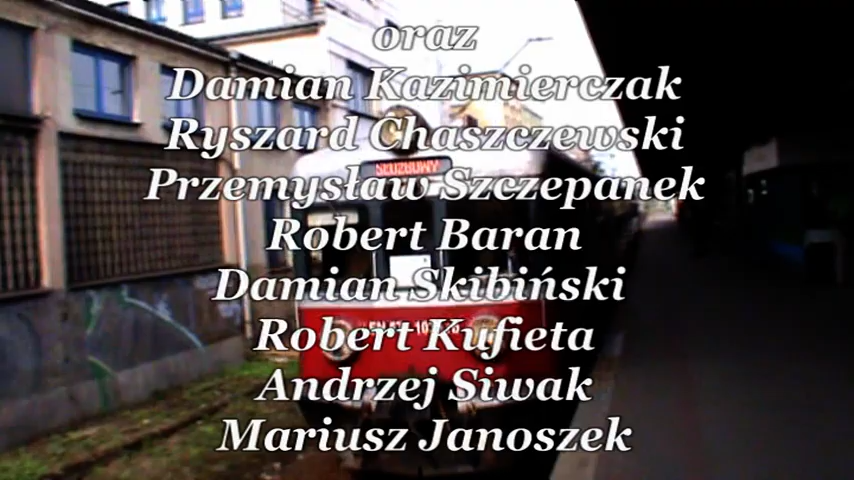 oraz
Damian Kazimierczak
Ryszard Chaszczewski
Przemysław Szczepanek
Robert Baran
Damian Skibiński
Robert Kufieta
Andrzej Siwak
Mariusz Janoszek